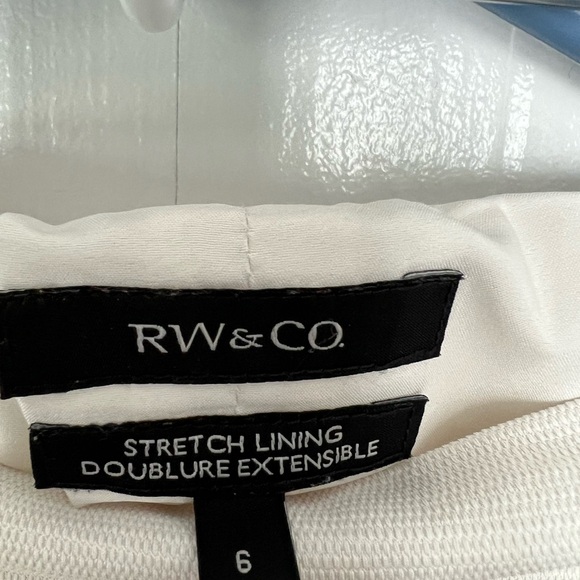 RW & CO.
STRETCH LINING
DOUBLURE EXTENSIBLE
6